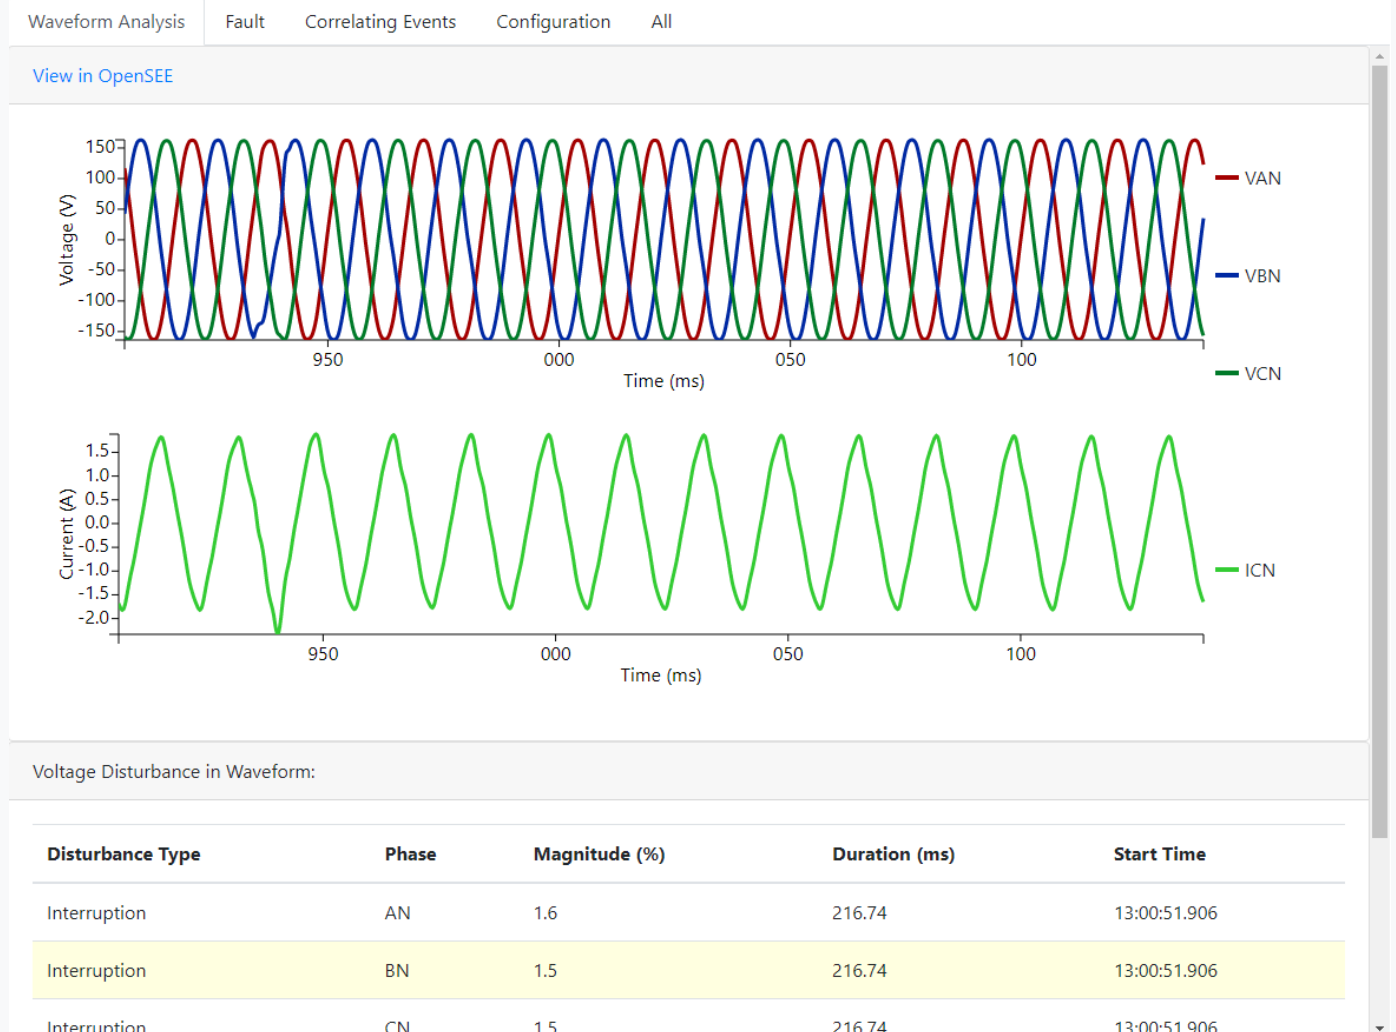 Waveform Analysis Fault Correlating Events Configuration All
View in OpenSEE
150
100
50
0
-50
-100
-150
Voltage (V)
950 000 050 100
Time (ms)
VAN
VBN
VCN
1.5
1.0
0.5
0.0
-0.5
-1.0
-1.5
-2.0
Current (A)
950 000 050 100
Time (ms)
ICN
Voltage Disturbance in Waveform:
Disturbance Type Phase Magnitude (%) Duration (ms) Start Time
Interruption AN 1.6 216.74 13:00:51.906
Interruption BN 1.5 216.74 13:00:51.906
Interruption CN 1.5 216.74 13:00:51.906